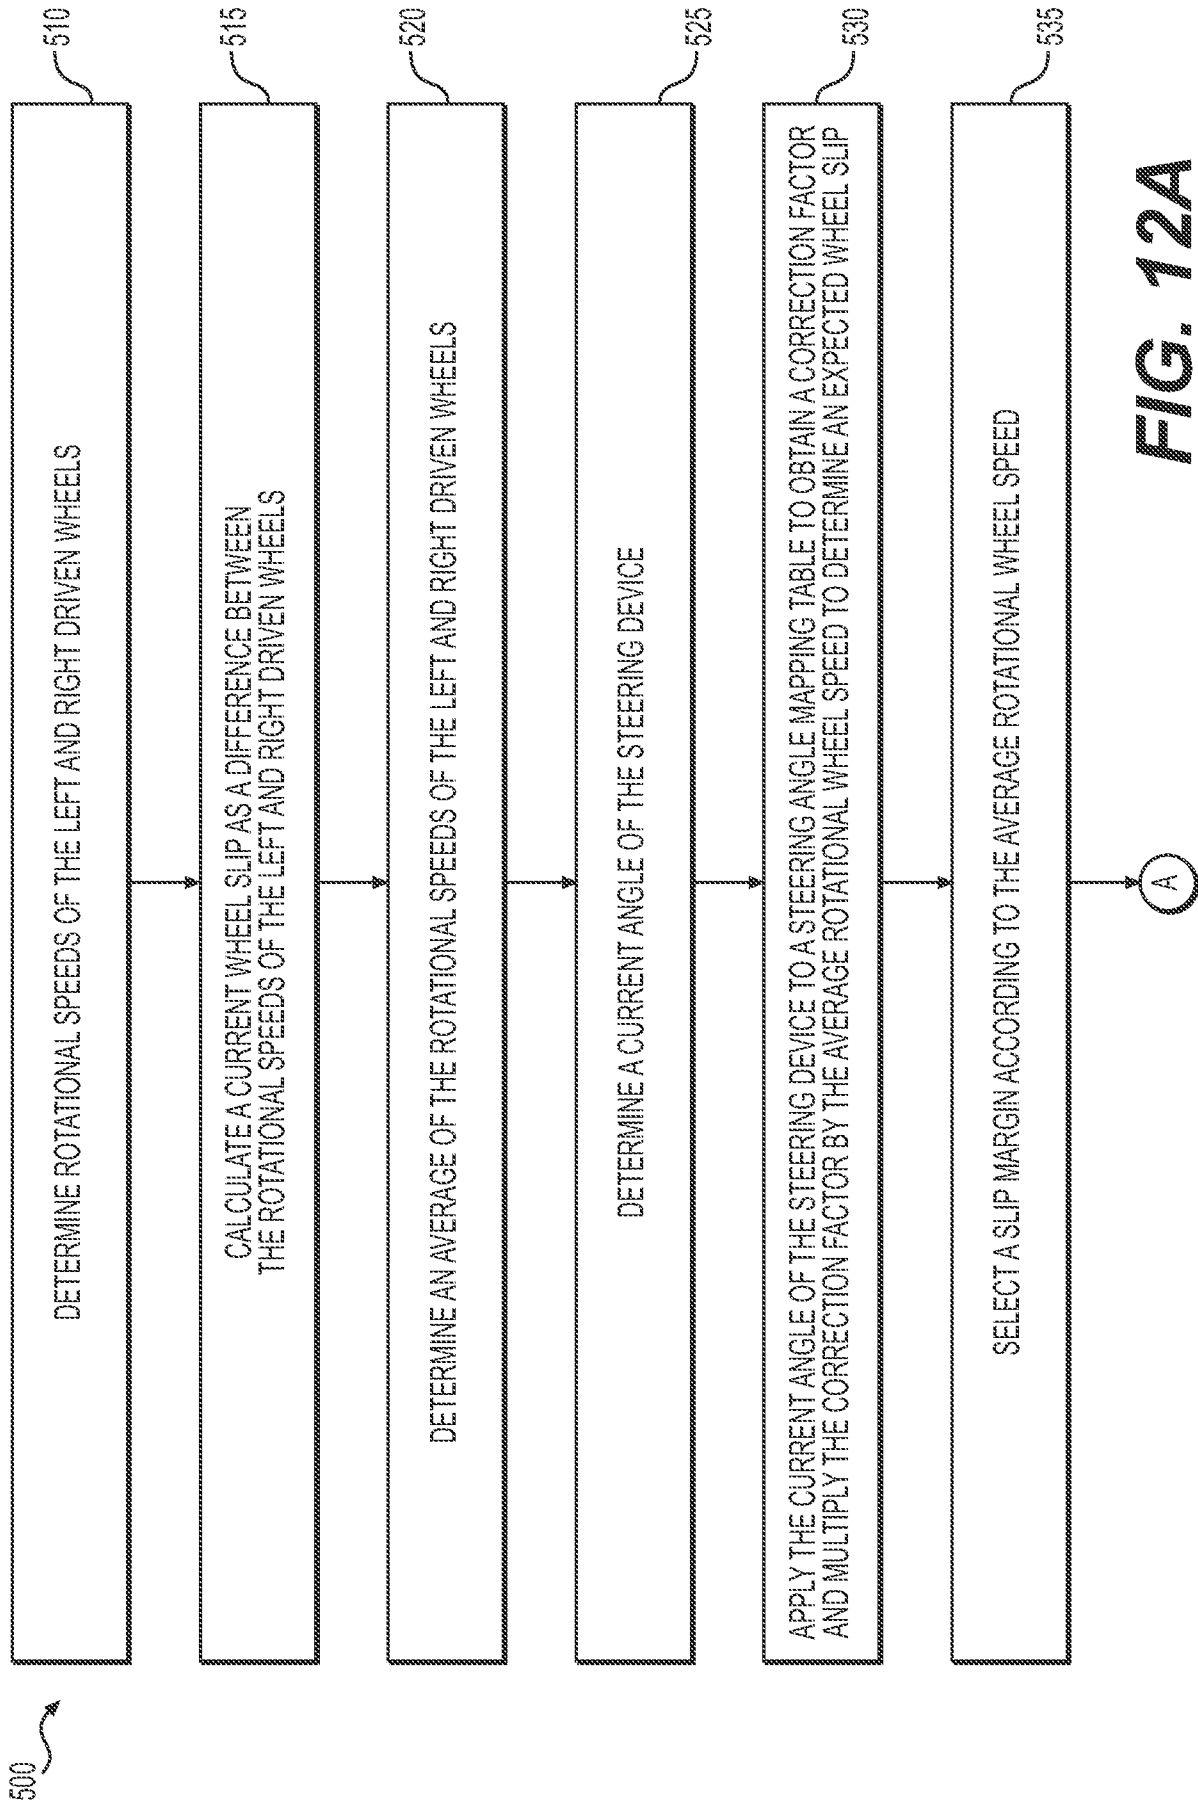 500
DETERMINE ROTATIONAL SPEEDS OF THE LEFT AND RIGHT DRIVEN WHEELS
510
CALCULATE A CURRENT WHEEL SLIP AS A DIFFERENCE BETWEEN
THE ROTATIONAL SPEEDS OF THE LEFT AND RIGHT DRIVEN WHEELS
515
DETERMINE AN AVERAGE OF THE ROTATIONAL SPEEDS OF THE LEFT AND RIGHT DRIVEN WHEELS
520
DETERMINE A CURRENT ANGLE OF THE STEERING DEVICE
525
APPLY THE CURRENT ANGLE OF THE STEERING DEVICE TO A STEERING ANGLE MAPPING TABLE TO OBTAIN A CORRECTION FACTOR
AND MULTIPLY THE CORRECTION FACTOR BY THE AVERAGE ROTATIONAL WHEEL SPEED TO DETERMINE AN EXPECTED WHEEL SLIP
530
SELECT A SLIP MARGIN ACCORDING TO THE AVERAGE ROTATIONAL WHEEL SPEED
535
A
FIG. 12A